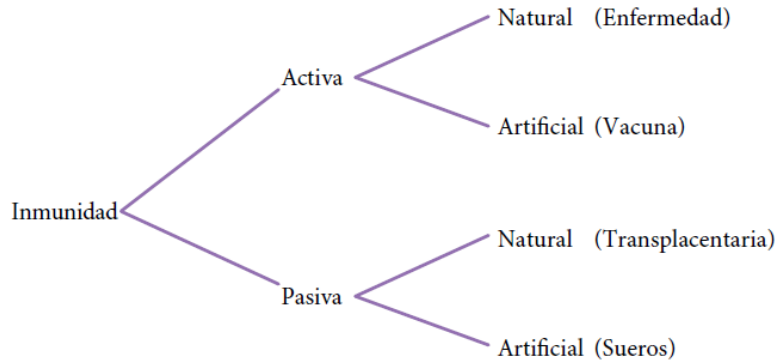 Natural (Enfermedad)
Activa
Artificial (Vacuna)
Inmunidad
Natural (Transplacentaria)
Pasiva
Artificial (Sueros)